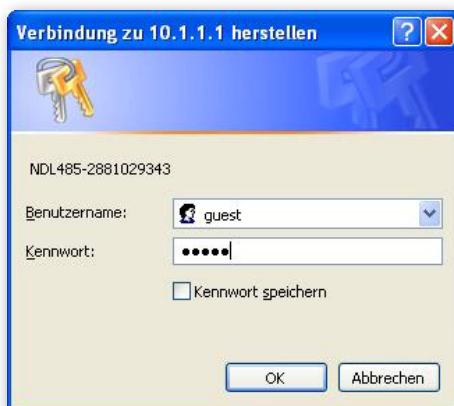 Verbindung zu 10.1.1.1 herstellen
NDL485-2881029343
Benutzername: guest
Kennwort: •••••
Kennwort speichern
OK Abbrechen